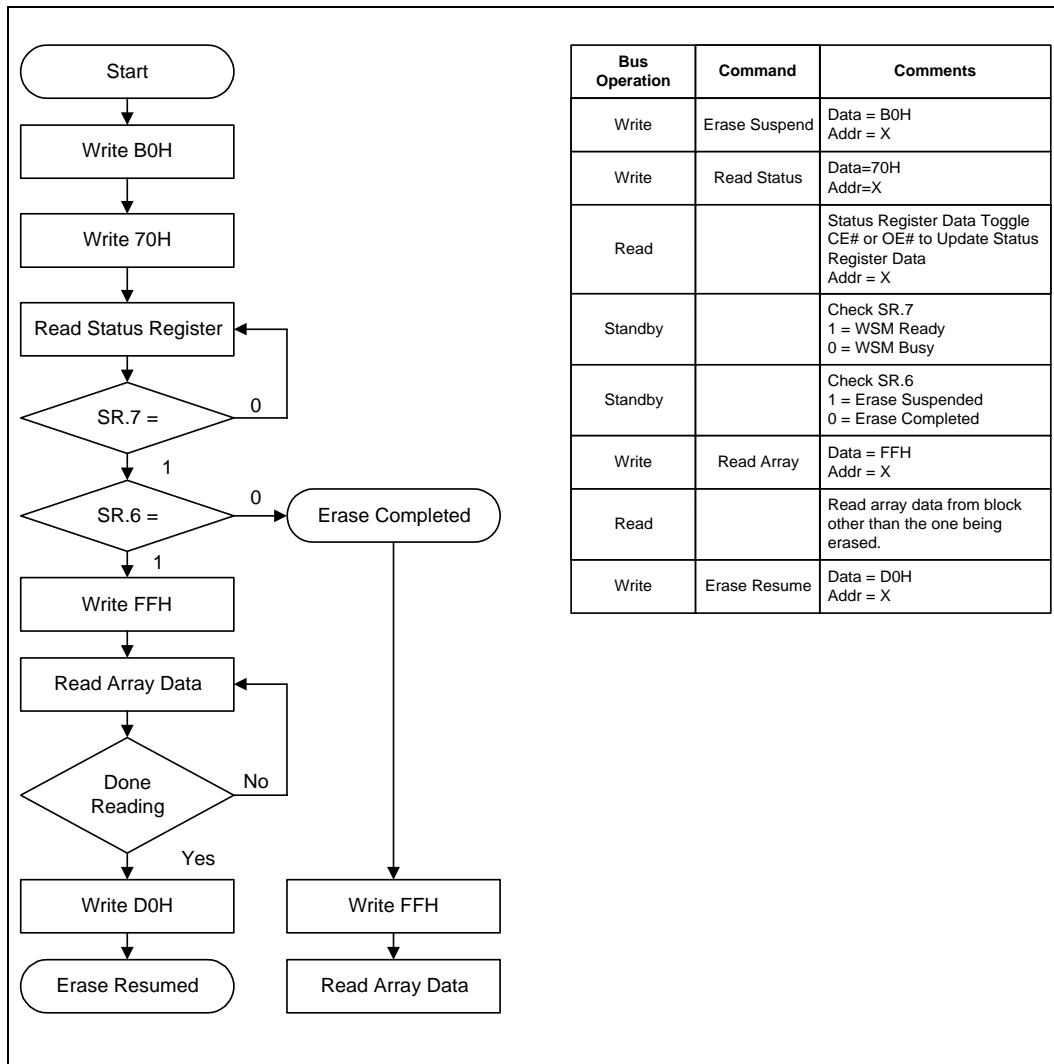 Start
Write B0H
Write 70H
Read Status Register
SR.7 =
0
1
SR.6 =
0
Erase Completed
1
Write FFH
Read Array Data
Done
Reading
No
Yes
Write D0H
Write FFH
Erase Resumed
Read Array Data
Bus
Operation
Command
Comments
Write
Erase Suspend
Data = B0H
Addr = X
Write
Read Status
Data=70H
Addr=X
Read
Status Register Data Toggle
CE# or OE# to Update Status
Register Data
Addr = X
Standby
Check SR.7
1 = WSM Ready
0 = WSM Busy
Standby
Check SR.6
1 = Erase Suspended
0 = Erase Completed
Write
Read Array
Data = FFH
Addr = X
Read
Read array data from block
other than the one being
erased.
Write
Erase Resume
Data = D0H
Addr = X